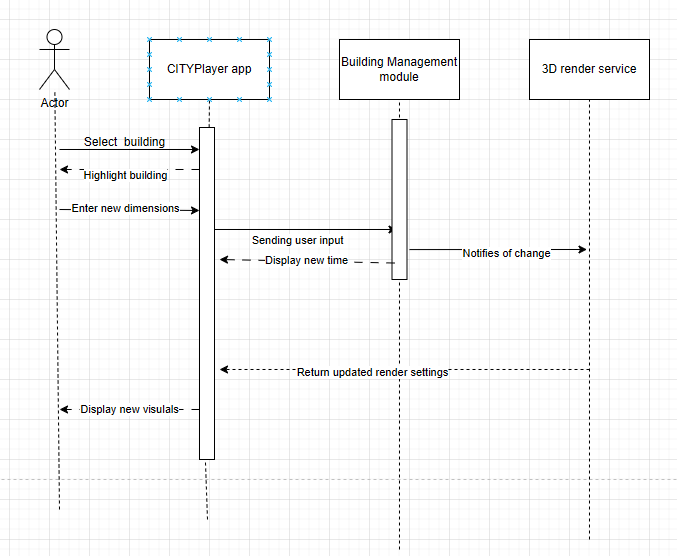 Actor
CITYPlayer app
Building Management
module
3D render service
Select building
Highlight building
Enter new dimensions
Sending user input
Notifies of change
Display new time
Return updated render settings
Display new visulals